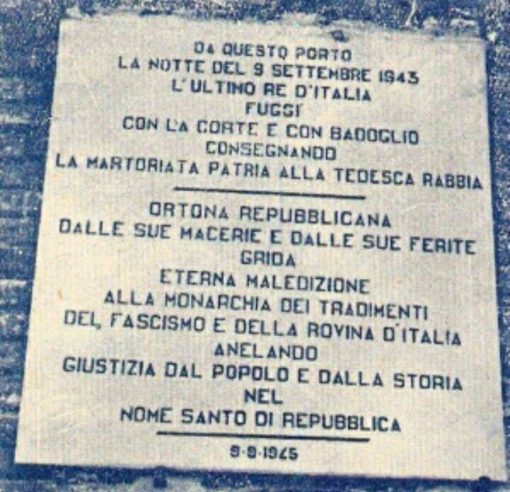 DA QUESTO PORTO
LA NOTTE DEL 9 SETTEMBRE 1943
L'ULTIMO RE D'ITALIA
FUGGÍ
CON LA CORTE E CON BADOGLIO
CONSEGNANDO
LA MARTORIATA PATRIA ALLA TEDESCA RABBIA
ORTONA REPUBBLICANA
DALLE SUE MACERIE E DALLE SUE FERITE
GRIDA
ETERNA MALEDIZIONE
ALLA MONARCHIA DEI TRADIMENTI
DEL FASCISMO E DELLA ROVINA D'ITALIA
ANELANDO
GIUSTIZIA DAL POPOLO E DALLA STORIA
NEL
NOME SANTO DI REPUBBLICA
9-9-1945